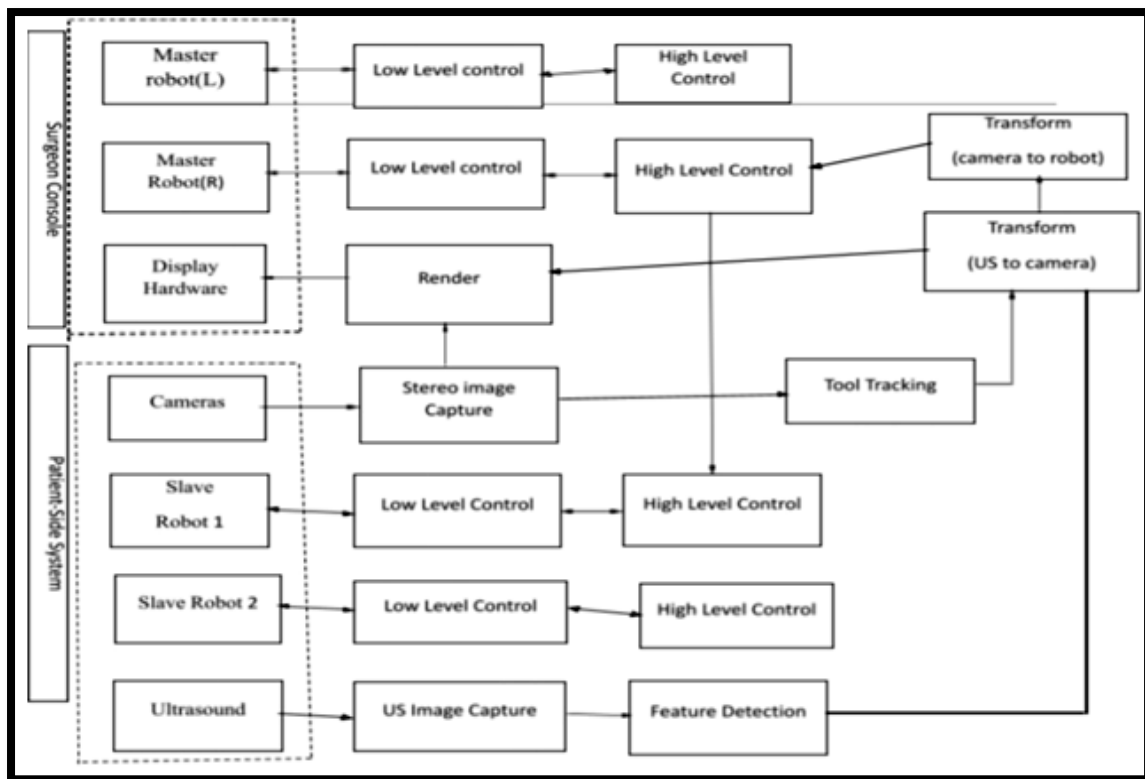 Surgeon Console
Master
robot(L)
Low Level control
High Level
Control
Transform
(camera to robot)
Master
Robot(R)
Low Level control
High Level Control
Transform
(US to camera)
Display
Hardware
Render
Patient-Side System
Cameras
Stereo image
Capture
Tool Tracking
Slave
Robot 1
Low Level Control
High Level Control
Slave Robot 2
Low Level Control
High Level Control
Ultrasound
US Image Capture
Feature Detection